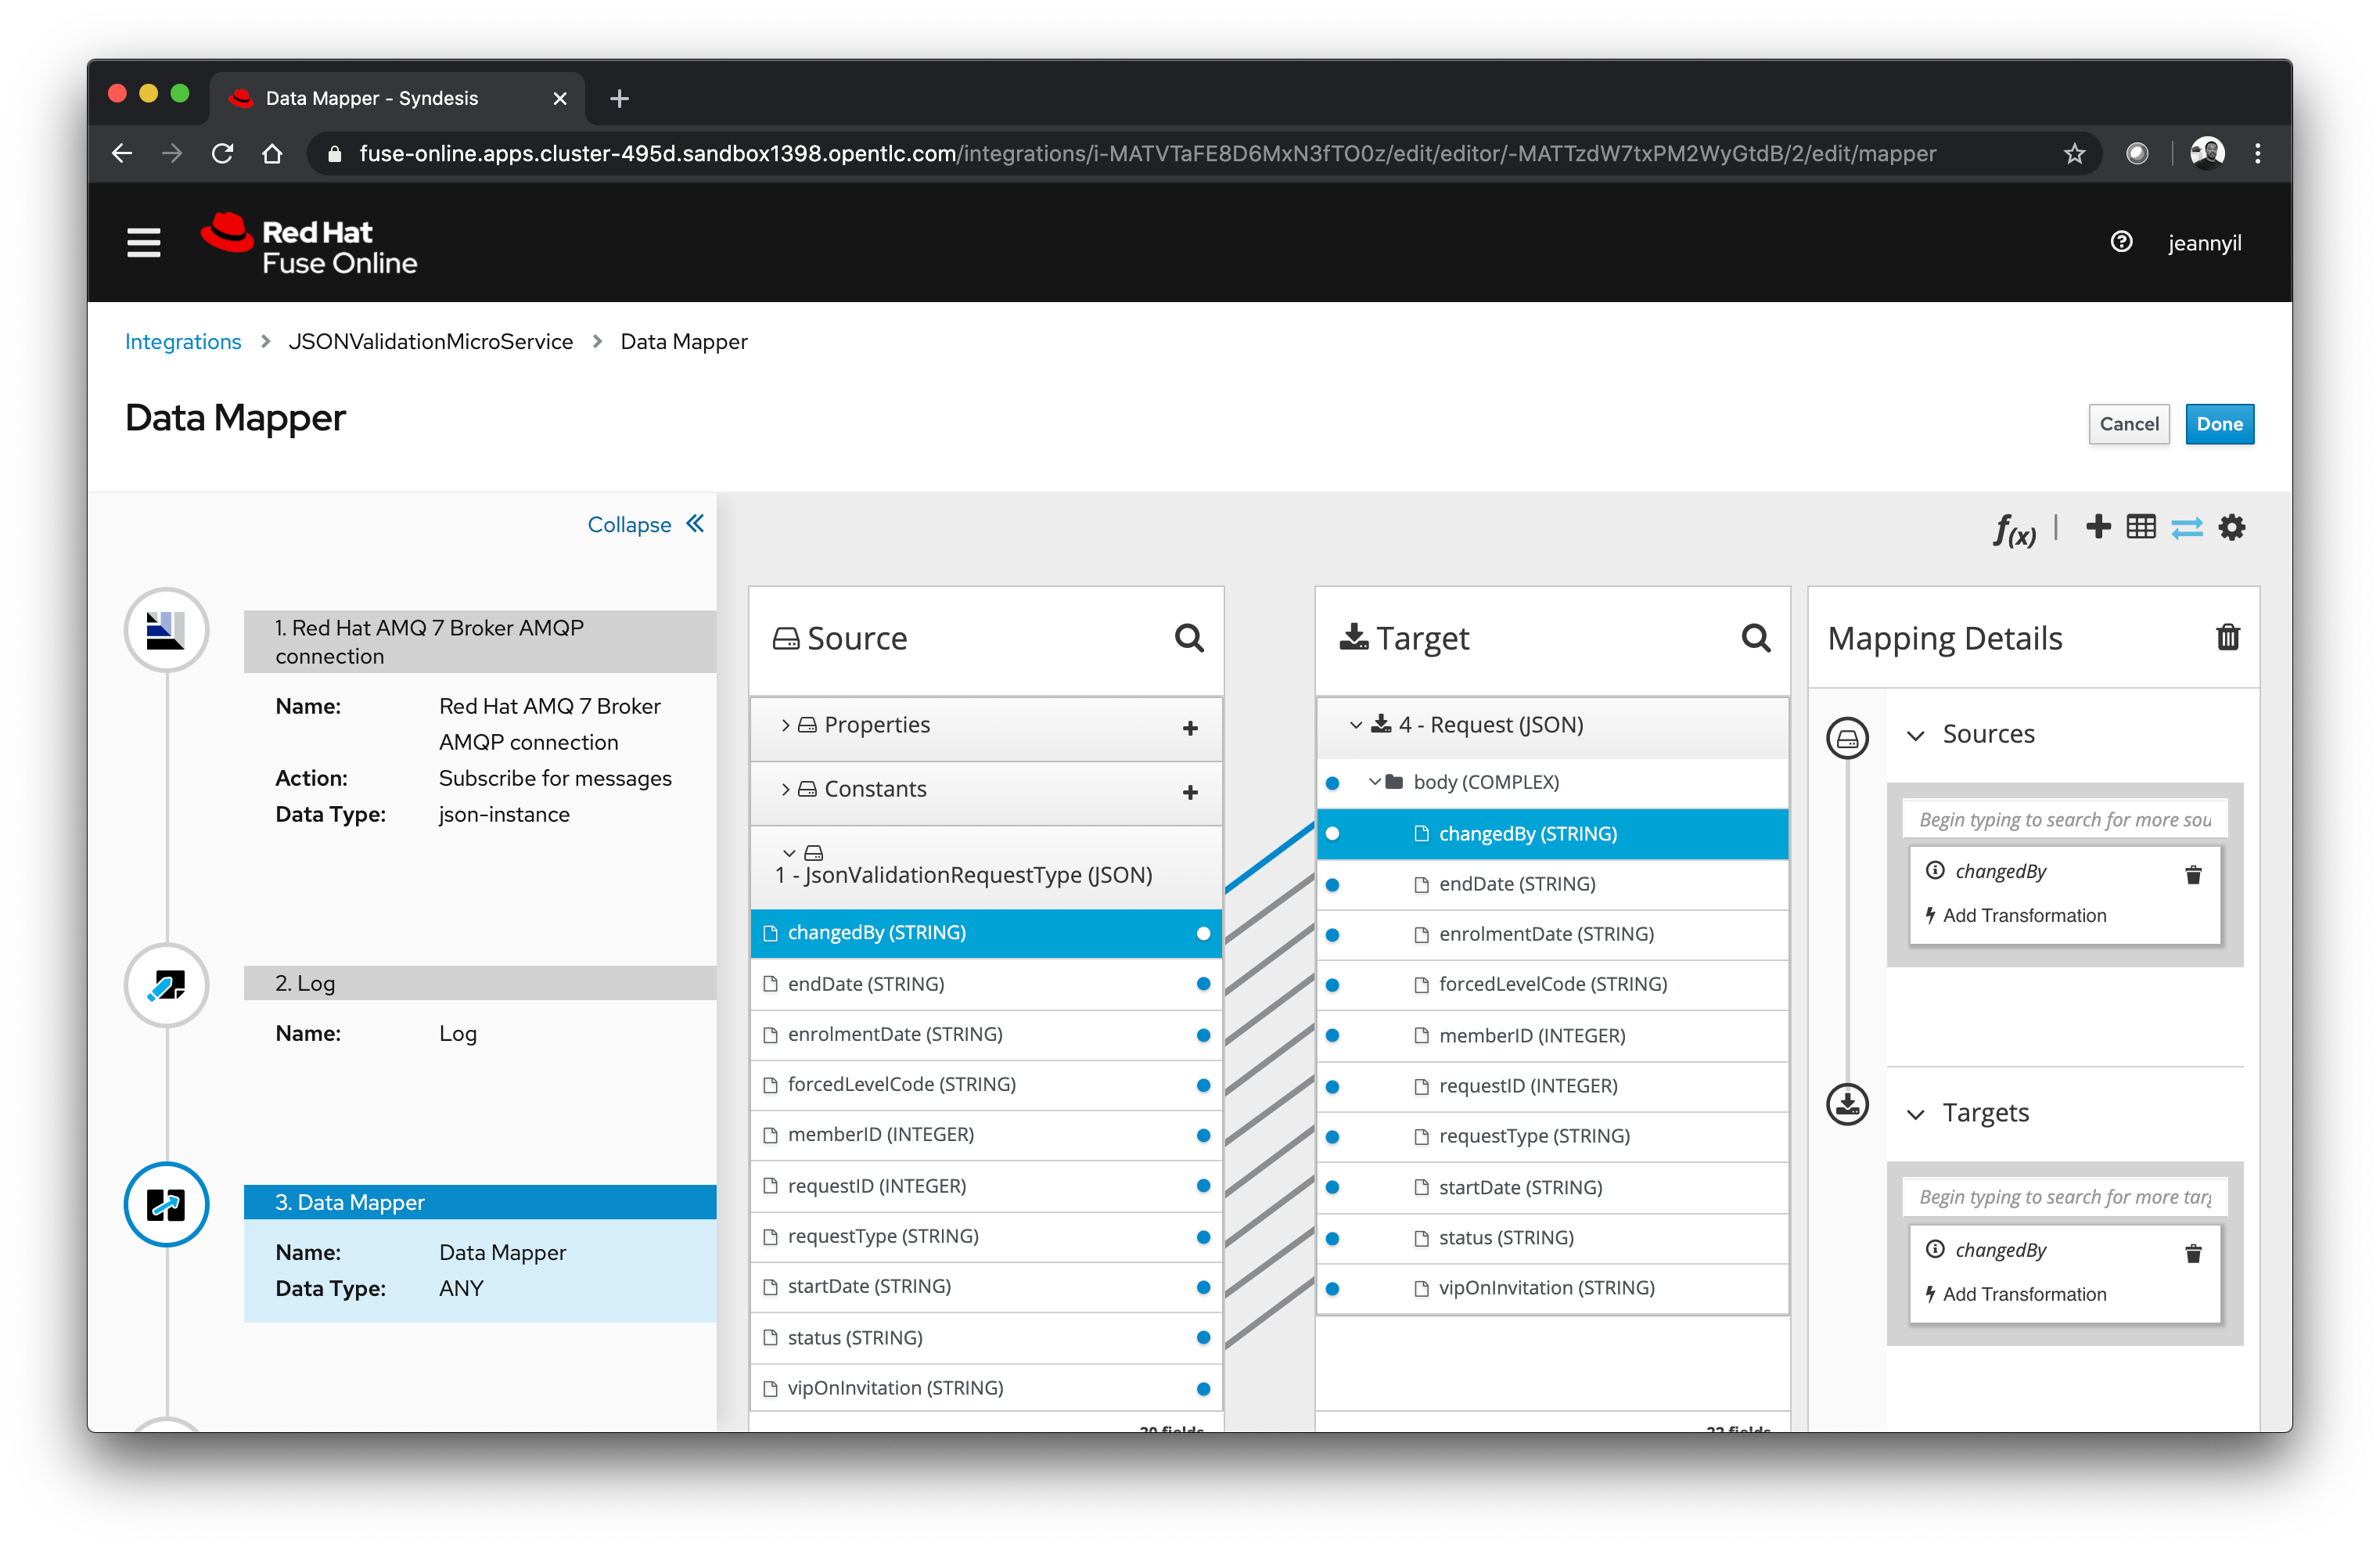 Data Mapper - Syndesis
fuse-online.apps.cluster-495d.sandbox1398.opentlc.com/integrations/i-MATVTaFE8D6MxN3fTO0z/edit/editor/-MATTzdW7txPM2WyGtdB/2/edit/mapper
Red Hat
Fuse Online
jeannyil
Integrations > JSONValidationMicroService > Data Mapper
Data Mapper
Cancel
Done
Collapse
f(x)
1. Red Hat AMQ 7 Broker AMQP
connection
Name: Red Hat AMQ 7 Broker
AMQP connection
Action: Subscribe for messages
Data Type: json-instance
2. Log
Name: Log
3. Data Mapper
Name: Data Mapper
Data Type: ANY
Source
Properties
Constants
1 - JsonValidationRequestType (JSON)
changedBy (STRING)
endDate (STRING)
enrolmentDate (STRING)
forcedLevelCode (STRING)
memberID (INTEGER)
requestID (INTEGER)
requestType (STRING)
startDate (STRING)
status (STRING)
vipOnInvitation (STRING)
20 fields
Target
4 - Request (JSON)
body (COMPLEX)
changedBy (STRING)
endDate (STRING)
enrolmentDate (STRING)
forcedLevelCode (STRING)
memberID (INTEGER)
requestID (INTEGER)
requestType (STRING)
startDate (STRING)
status (STRING)
vipOnInvitation (STRING)
22 fields
Mapping Details
Sources
Begin typing to search for more sou
changedBy
Add Transformation
Targets
Begin typing to search for more targ
changedBy
Add Transformation